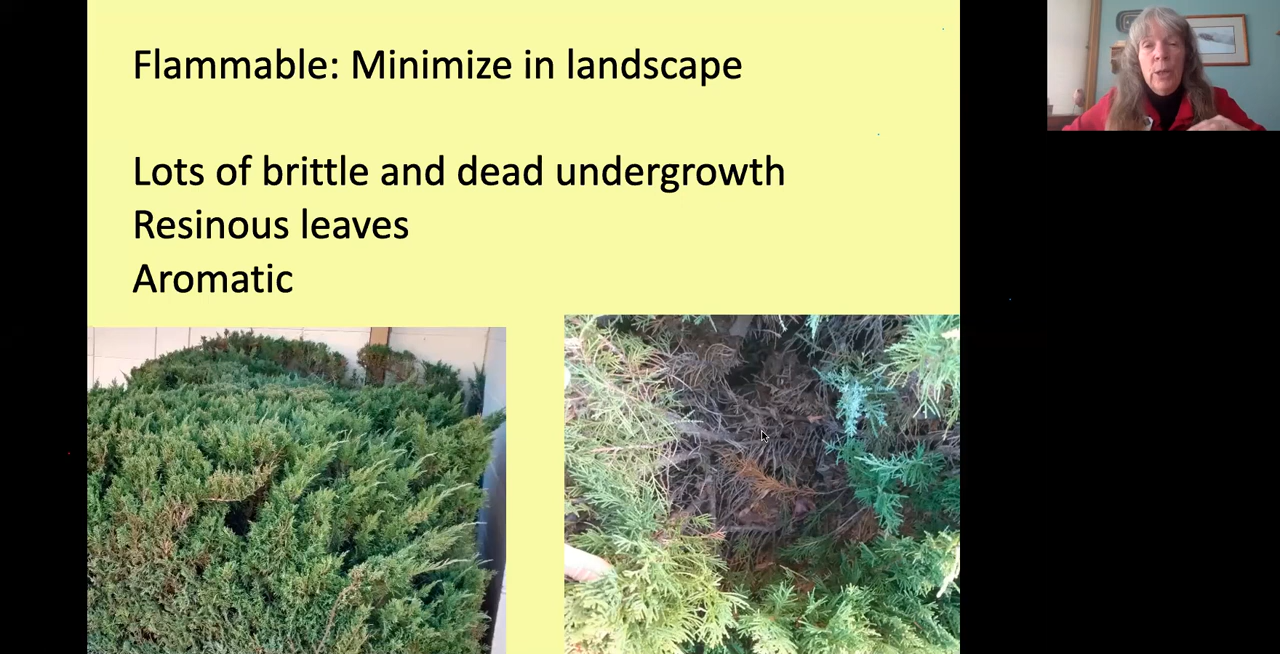 Flammable: Minimize in landscape
Lots of brittle and dead undergrowth
Resinous leaves
Aromatic